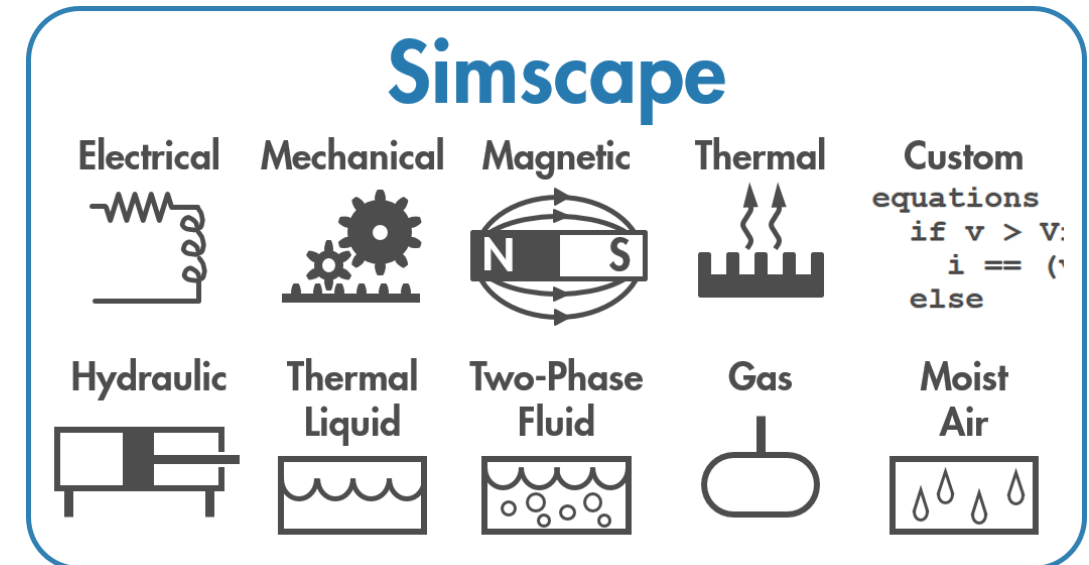 Simscape
Electrical Mechanical Magnetic Thermal Custom
N S
equations
if v > V
i == (
else
Hydraulic Thermal Liquid Two-Phase Fluid Gas Moist Air